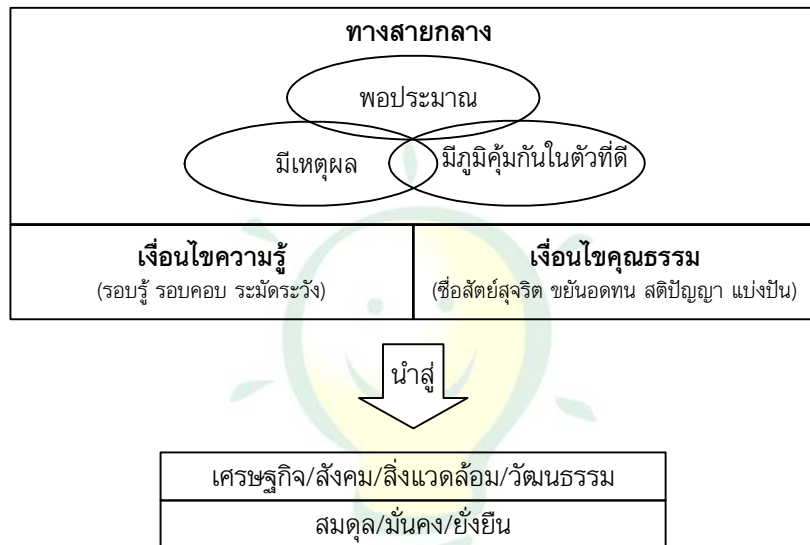 ทางสายกลาง
พอประมาณ
มีเหตุผล
มีภูมิคุ้มกันในตัวที่ดี
เงื่อนไขความรู้
(รอบรู้ รอบคอบ ระมัดระวัง)
เงื่อนไขคุณธรรม
(ซื่อสัตย์สุจริต ขยันอดทน สติปัญญา แบ่งปัน)
นำสู่
เศรษฐกิจ/สังคม/สิ่งแวดล้อม/วัฒนธรรม
สมดุล/มั่นคง/ยั่งยืน